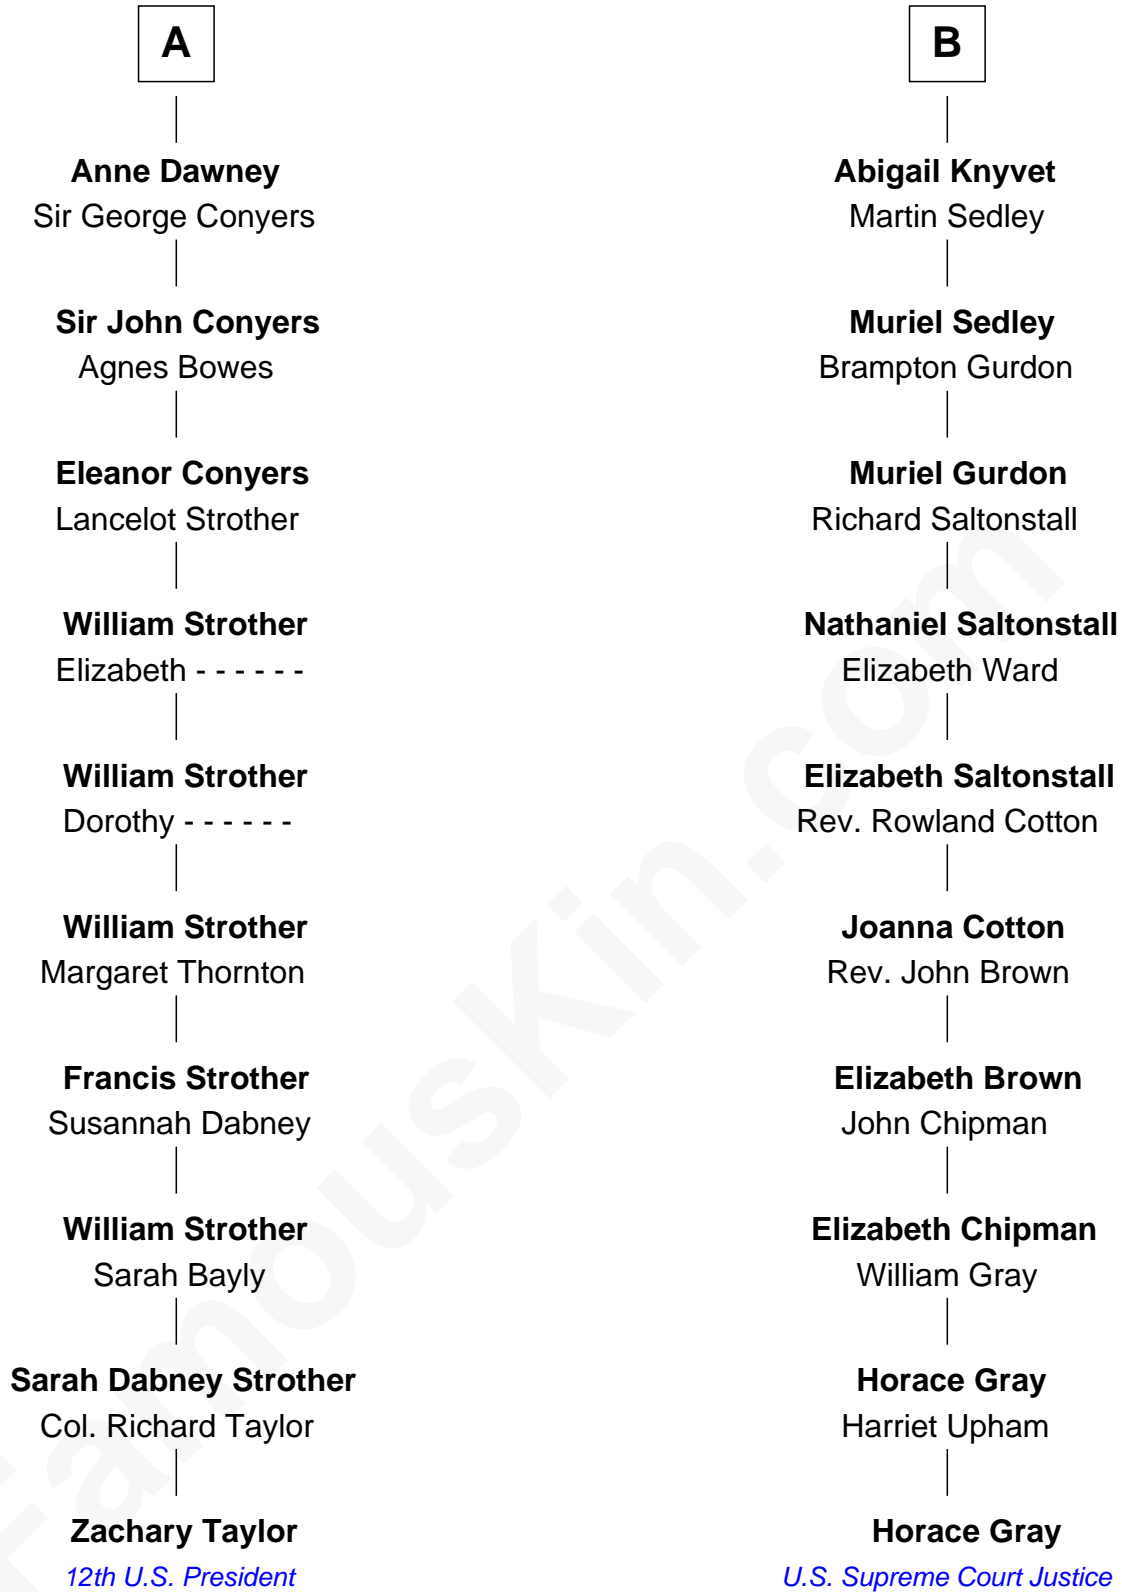 A
Anne Dawney
Sir George Conyers
Sir John Conyers
Agnes Bowes
Eleanor Conyers
Lancelot Strother
William Strother
Elizabeth - - - - - -
William Strother
Dorothy - - - - - -
William Strother
Margaret Thornton
Francis Strother
Susannah Dabney
William Strother
Sarah Bayly
Sarah Dabney Strother
Col. Richard Taylor
Zachary Taylor
12th U.S. President
B
Abigail Knyvet
Martin Sedley
Muriel Sedley
Brampton Gurdon
Muriel Gurdon
Richard Saltonstall
Nathaniel Saltonstall
Elizabeth Ward
Elizabeth Saltonstall
Rev. Rowland Cotton
Joanna Cotton
Rev. John Brown
Elizabeth Brown
John Chipman
Elizabeth Chipman
William Gray
Horace Gray
Harriet Upham
Horace Gray
U.S. Supreme Court Justice
FamousKin.com